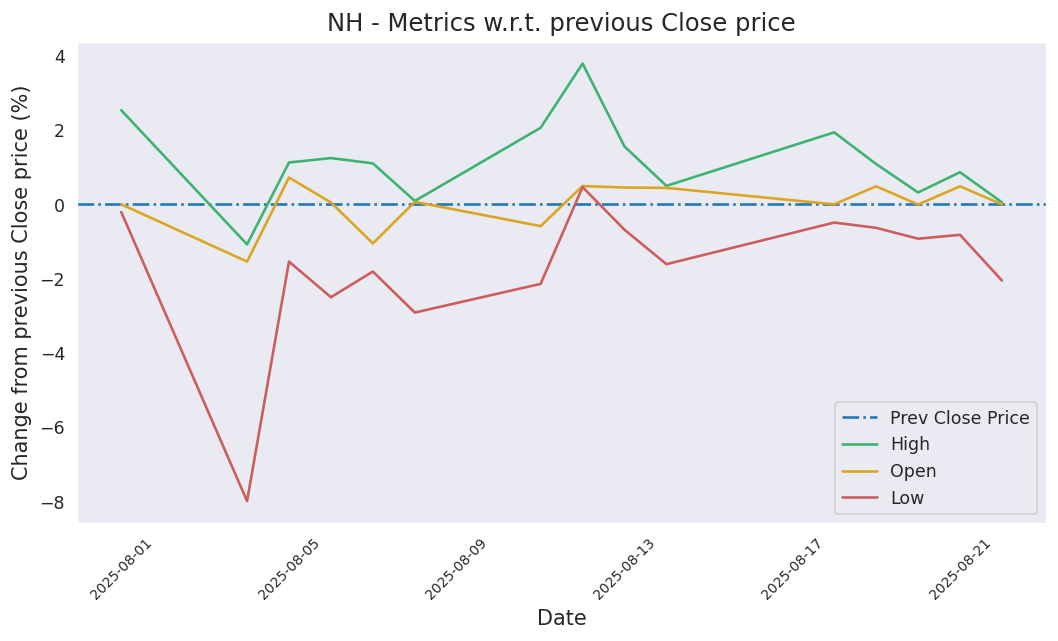 NH - Metrics w.r.t. previous Close price
Change from previous Close price (%)
4
2
0
−2
−4
−6
−8
Prev Close Price
High
Open
Low
2025-08-01
2025-08-05
2025-08-09
2025-08-13
2025-08-17
2025-08-21
Date